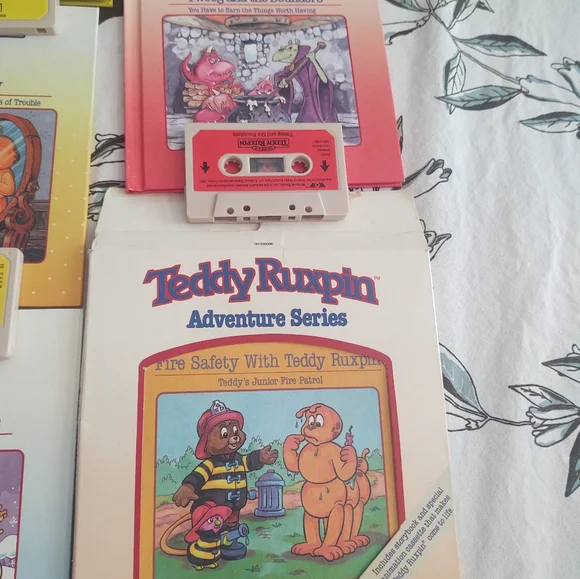 Tweeg and the Bounders
You Have to Earn the Things Worth Having
of Trouble
TEDDY RUXPIN
Tweeg and the Bounders
Teddy Ruxpin™
Adventure Series
Fire Safety With Teddy Ruxpin
Teddy's Junior Fire Patrol
Includes storybook and special
animation cassette that makes
Teddy Ruxpin® come to life.